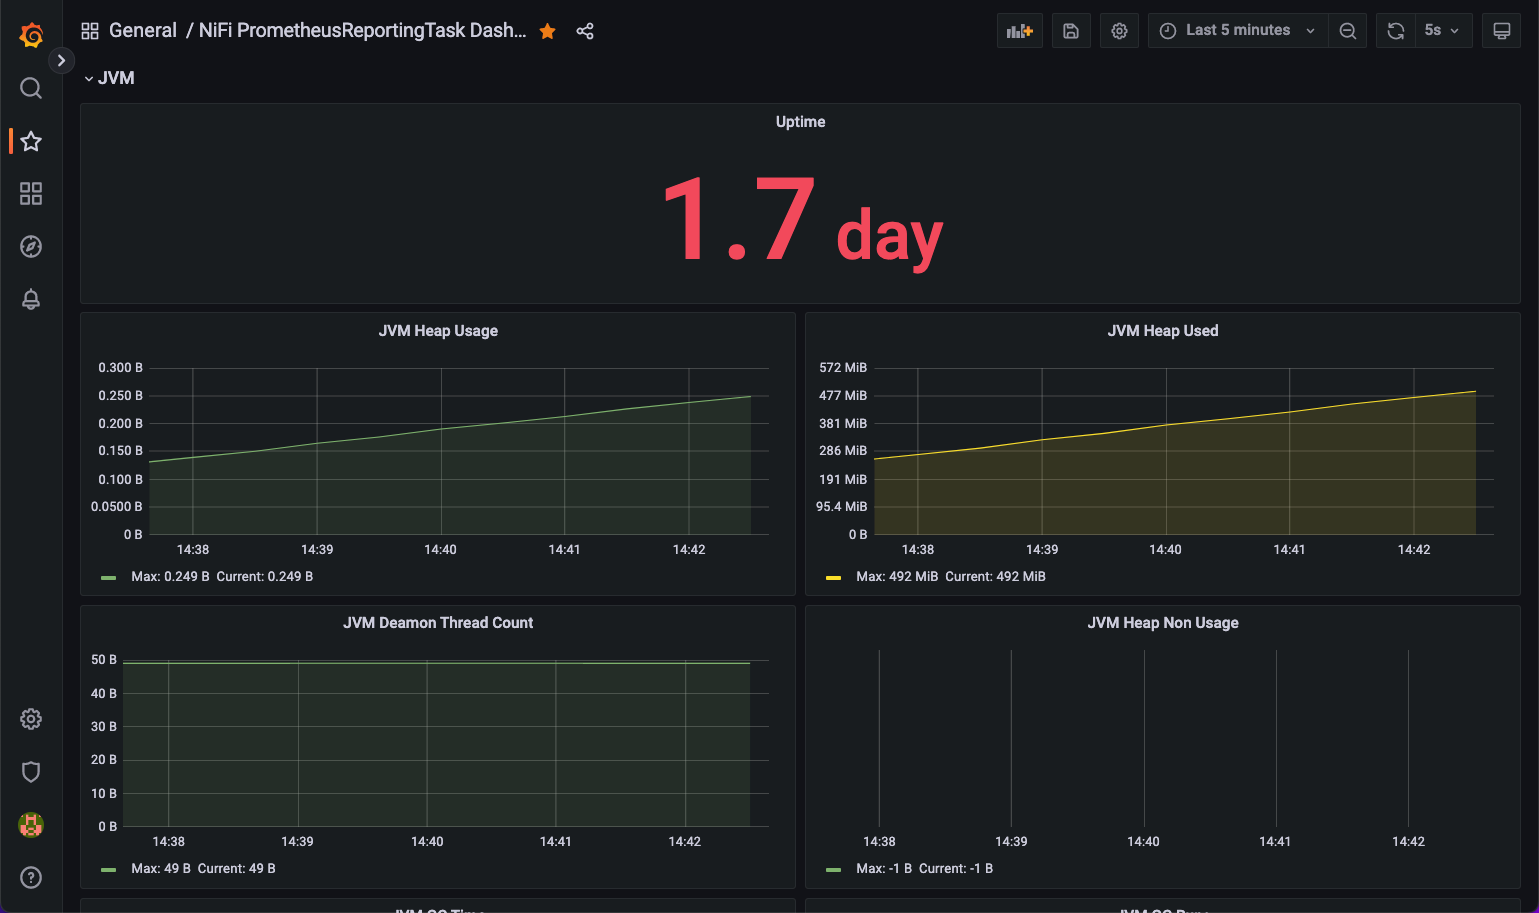 General / NiFi PrometheusReportingTask Dash...
Last 5 minutes
5s
JVM
Uptime
1.7 day
JVM Heap Usage
0.300 B
0.250 B
0.200 B
0.150 B
0.100 B
0.0500 B
0 B
14:38 14:39 14:40 14:41 14:42
Max: 0.249 B Current: 0.249 B
JVM Heap Used
572 MiB
477 MiB
381 MiB
286 MiB
191 MiB
95.4 MiB
0 B
14:38 14:39 14:40 14:41 14:42
Max: 492 MiB Current: 492 MiB
JVM Deamon Thread Count
50 B
40 B
30 B
20 B
10 B
0 B
14:38 14:39 14:40 14:41 14:42
Max: 49 B Current: 49 B
JVM Heap Non Usage
14:38 14:39 14:40 14:41 14:42
Max: -1 B Current: -1 B
JVM GC Time
JVM GC Runs